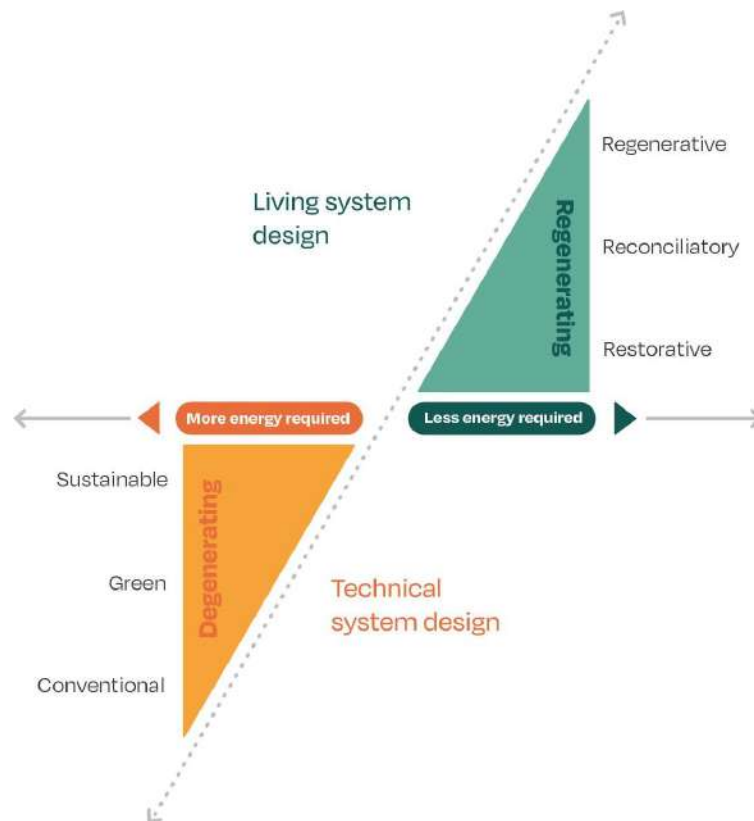 Regenerative
Living system
design
Regenerating
Reconciliatory
Restorative
More energy required
Less energy required
Sustainable
Degenerating
Green
Technical
system design
Conventional